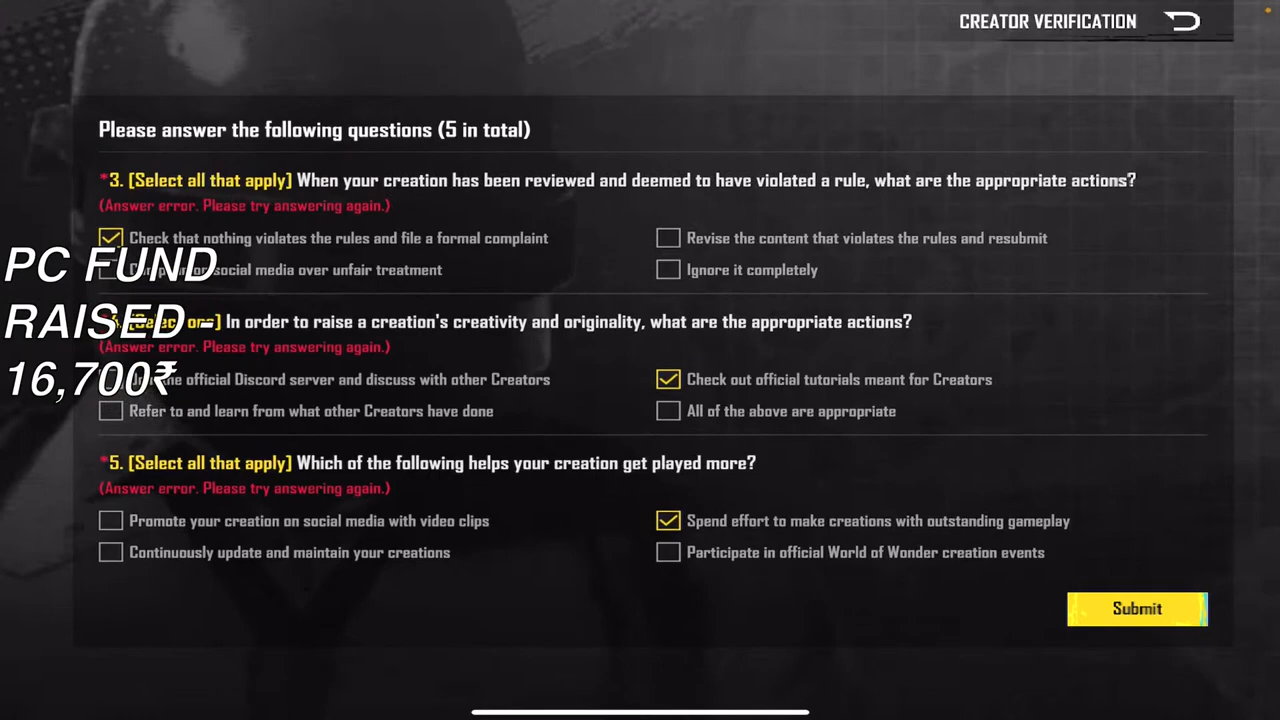 CREATOR VERIFICATION
Please answer the following questions (5 in total)
*3. [Select all that apply] When your creation has been reviewed and deemed to have violated a rule, what are the appropriate actions?
(Answer error. Please try answering again.)
Check that nothing violates the rules and file a formal complaint
Revise the content that violates the rules and resubmit
social media over unfair treatment
Ignore it completely
PC FUND
RAISED -
16,700₹
[Select one] In order to raise a creation's creativity and originality, what are the appropriate actions?
(Answer error. Please try answering again.)
official Discord server and discuss with other Creators
Check out official tutorials meant for Creators
Refer to and learn from what other Creators have done
All of the above are appropriate
*5. [Select all that apply] Which of the following helps your creation get played more?
(Answer error. Please try answering again.)
Promote your creation on social media with video clips
Spend effort to make creations with outstanding gameplay
Continuously update and maintain your creations
Participate in official World of Wonder creation events
Submit